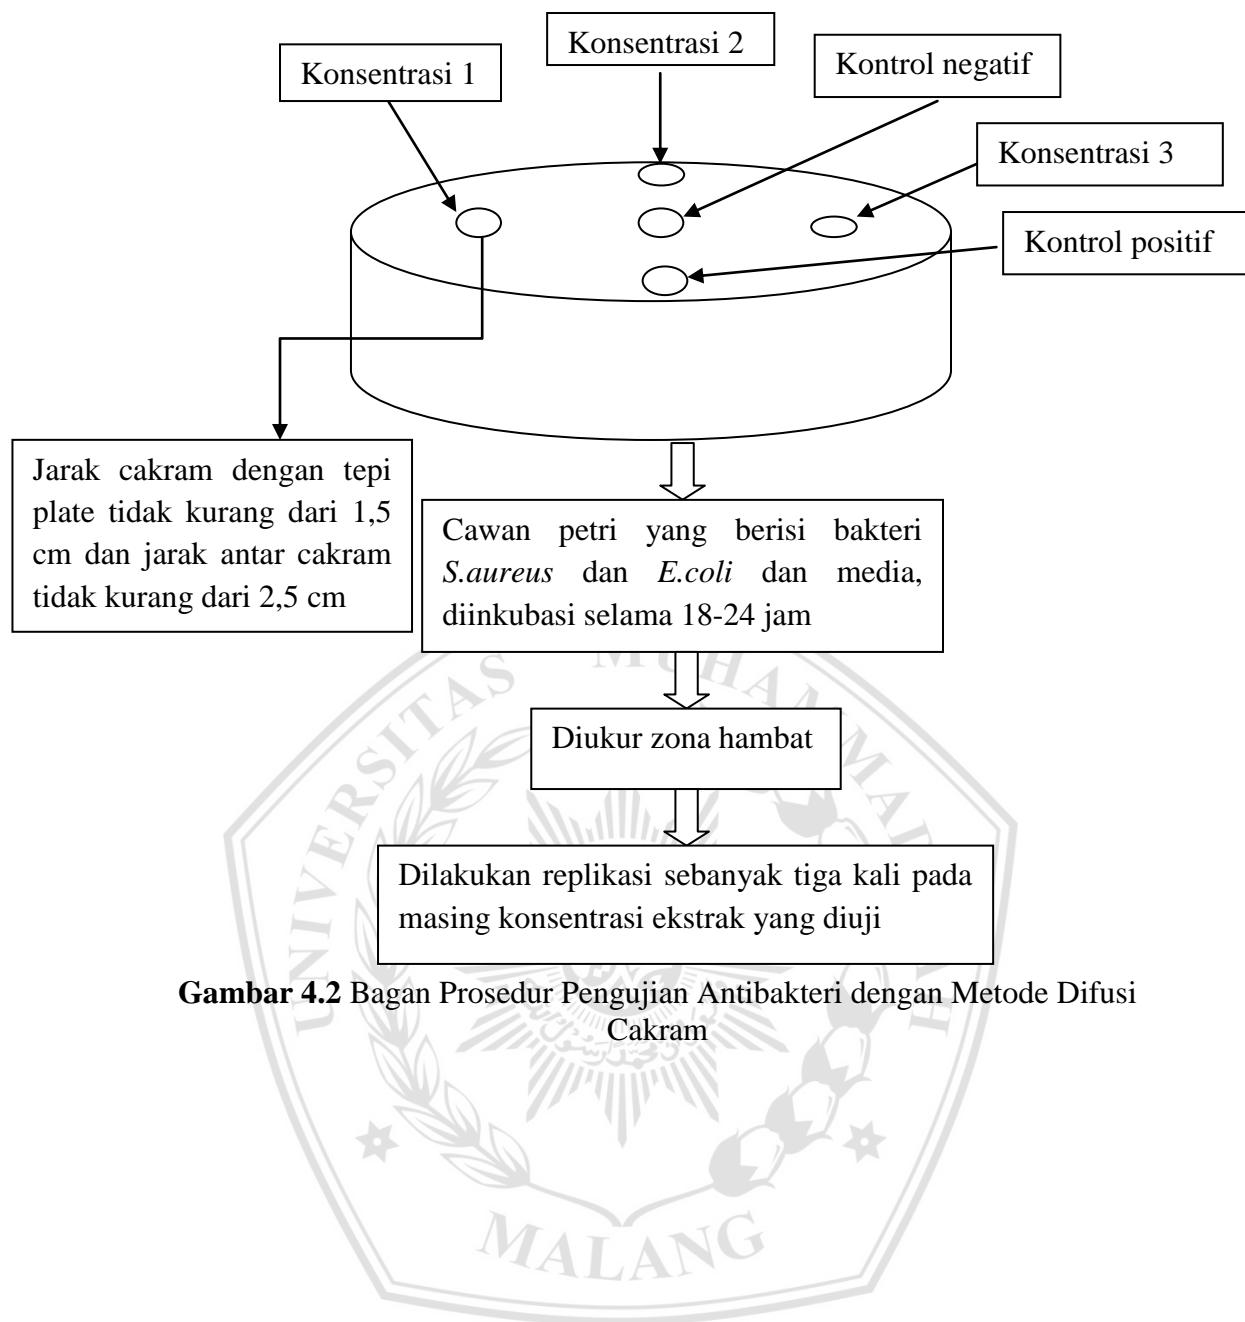 Konsentrasi 2
Konsentrasi 1
Kontrol negatif
Konsentrasi 3
Kontrol positif
Jarak cakram dengan tepi
plate tidak kurang dari 1,5
cm dan jarak antar cakram
tidak kurang dari 2,5 cm
Cawan petri yang berisi bakteri
S.aureus dan E.coli dan media,
diinkubasi selama 18-24 jam
Diukur zona hambat
Dilakukan replikasi sebanyak tiga kali pada
masing konsentrasi ekstrak yang diuji
Gambar 4.2 Bagan Prosedur Pengujian Antibakteri dengan Metode Difusi
Cakram
UNIVERSITAS
MALANG